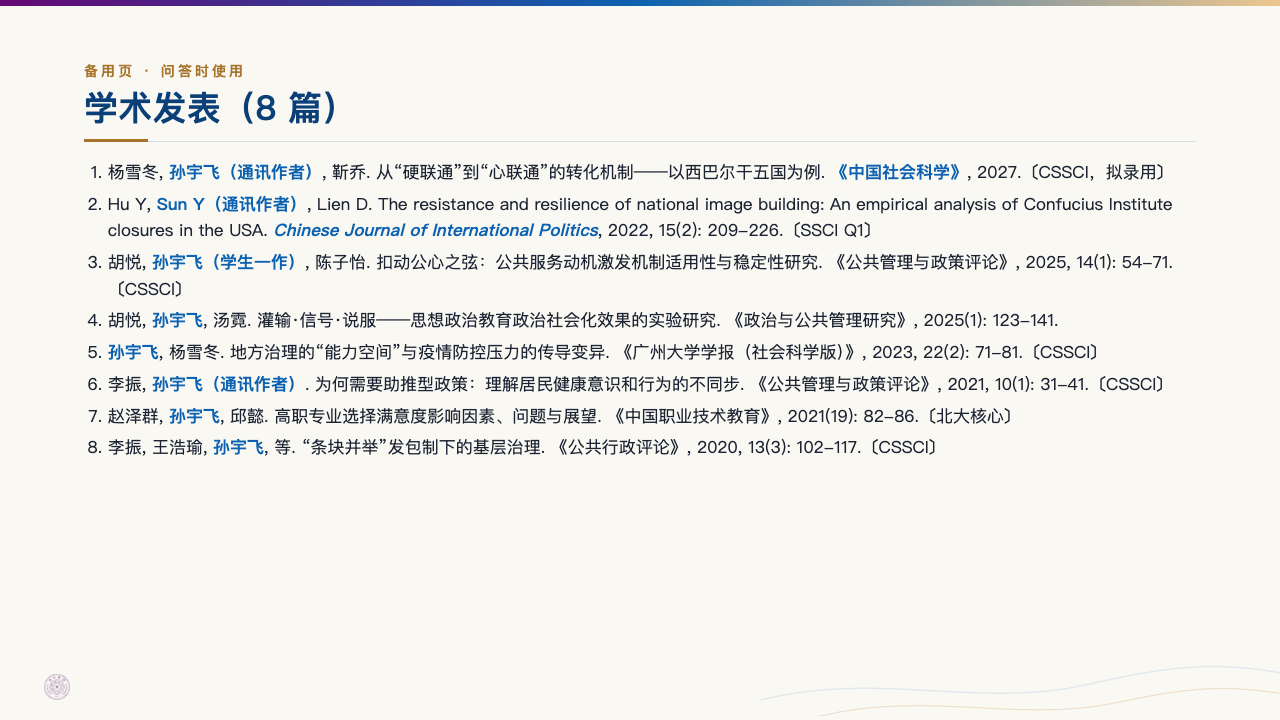 备用页 · 问答时使用
学术发表（8 篇）
1. 杨雪冬, 孙宇飞（通讯作者）, 靳乔. 从“硬联通”到“心联通”的转化机制——以西巴尔干五国为例. 《中国社会科学》, 2027.〔CSSCI，拟录用〕
2. Hu Y, Sun Y（通讯作者）, Lien D. The resistance and resilience of national image building: An empirical analysis of Confucius Institute
closures in the USA. Chinese Journal of International Politics, 2022, 15(2): 209–226.〔SSCI Q1〕
3. 胡悦, 孙宇飞（学生一作）, 陈子怡. 扣动公心之弦：公共服务动机激发机制适用性与稳定性研究. 《公共管理与政策评论》, 2025, 14(1): 54–71.
〔CSSCI〕
4. 胡悦, 孙宇飞, 汤霓. 灌输·信号·说服——思想政治教育政治社会化效果的实验研究. 《政治与公共管理研究》, 2025(1): 123–141.
5. 孙宇飞, 杨雪冬. 地方治理的“能力空间”与疫情防控压力的传导变异. 《广州大学学报（社会科学版）》, 2023, 22(2): 71–81.〔CSSCI〕
6. 李振, 孙宇飞（通讯作者）. 为何需要助推型政策：理解居民健康意识和行为的不同步. 《公共管理与政策评论》, 2021, 10(1): 31–41.〔CSSCI〕
7. 赵泽群, 孙宇飞, 邱懿. 高职专业选择满意度影响因素、问题与展望. 《中国职业技术教育》, 2021(19): 82–86.〔北大核心〕
8. 李振, 王浩瑜, 孙宇飞, 等. “条块并举”发包制下的基层治理. 《公共行政评论》, 2020, 13(3): 102–117.〔CSSCI〕